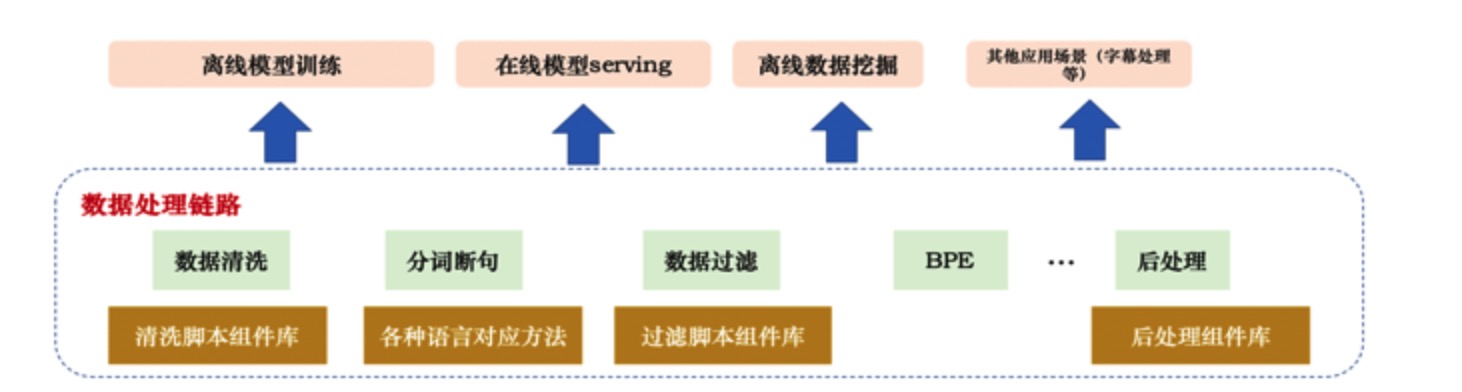 离线模型训练
在线模型serving
离线数据挖掘
其他应用场景（字幕处理
等）
数据处理链路
数据清洗
分词断句
数据过滤
BPE
...
后处理
清洗脚本组件库
各种语言对应方法
过滤脚本组件库
后处理组件库